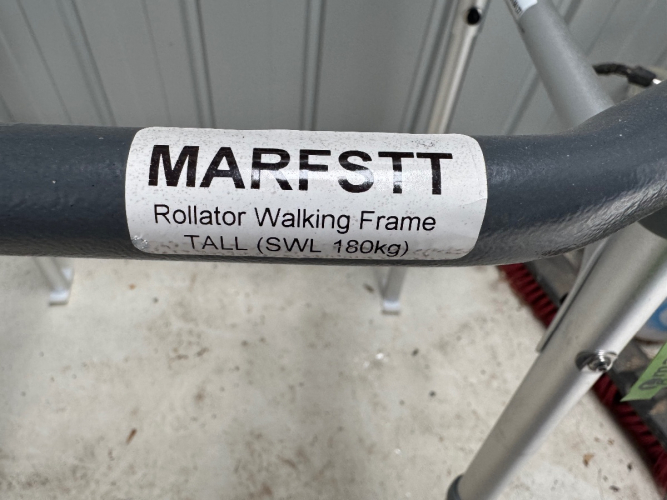 MARFSTT
Rollator Walking Frame
TALL (SWL 180kg)